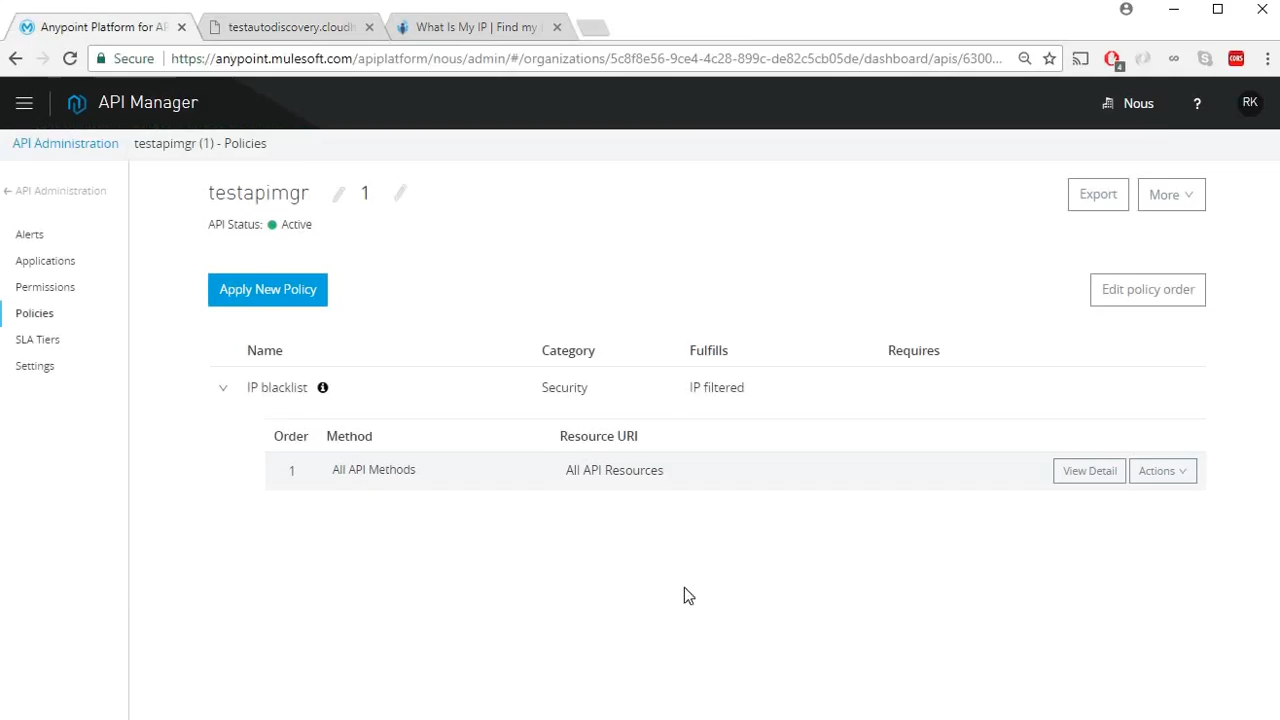 Anypoint Platform for AP
testautodiscovery.cloudh
What Is My IP | Find my
Secure
https://anypoint.mulesoft.com/apiplatform/nous/admin/#/organizations/5c8f8e56-9ce4-4c28-899c-de82c5cb05de/dashboard/apis/6300...
4
CORS
API Manager
Nous
?
RK
API Administration
testapimgr (1) - Policies
API Administration
Alerts
Applications
Permissions
Policies
SLA Tiers
Settings
testapimgr 1
Export
More
API Status: Active
Apply New Policy
Edit policy order
Name Category Fulfills Requires
IP blacklist Security IP filtered
Order Method Resource URI
1 All API Methods All API Resources View Detail Actions